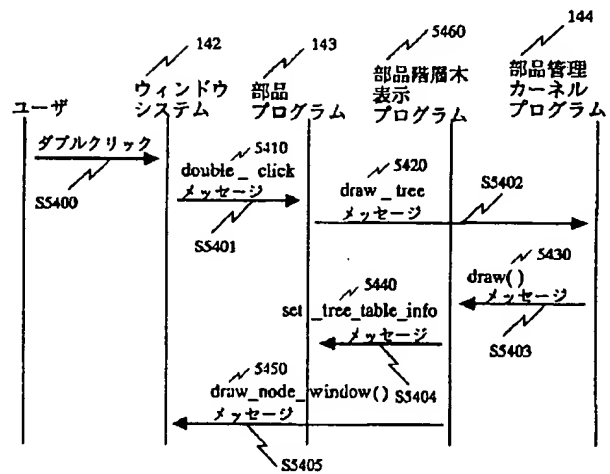 142
143
5460
144
ユーザ
ウィンドウ
システム
部品
プログラム
部品階層木
表示
プログラム
部品管理
カーネル
プログラム
ダブルクリック
S5400
5410
double_click
メッセージ
S5401
5420
draw_tree
メッセージ
S5402
5430
draw()
メッセージ
S5403
5440
set_tree_table_info
メッセージ
S5404
5450
draw_node_window()
メッセージ
S5405